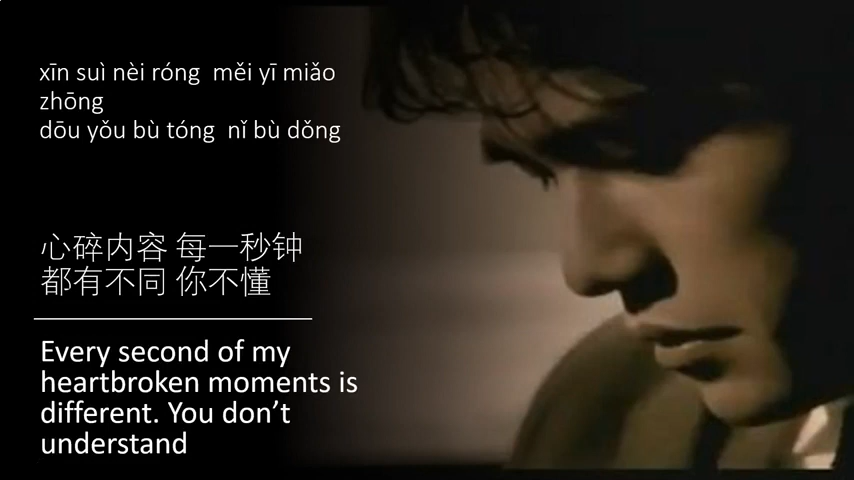 xīn suì nèi róng  měi yī miǎo
zhōng
dōu yǒu bù tóng  nǐ bù dǒng
心碎内容 每一秒钟
都有不同 你不懂
Every second of my
heartbroken moments is
different. You don’t
understand